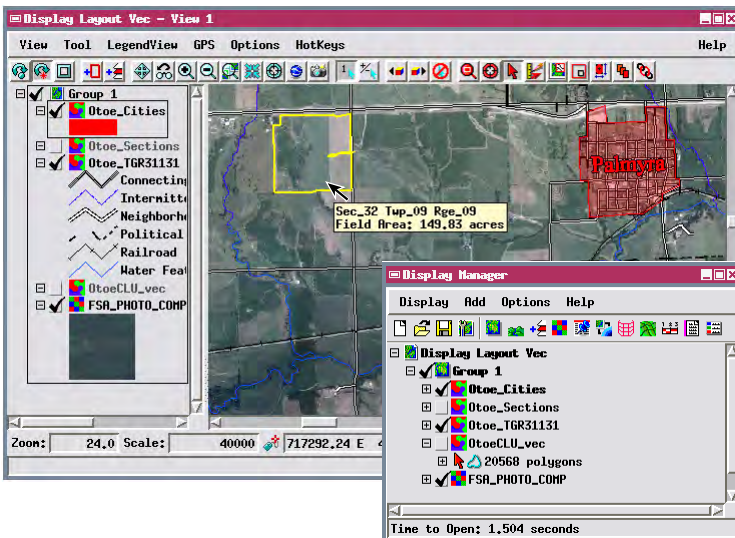 Display Layout Vec - View 1
View Tool LegendView GPS Options HotKeys Help
Group 1
Otoe_Cities
Otoe_Sections
Otoe_TGR31131
Connecting
Intermitt
Neighborh
Political
Railroad
Water Fea
OtoeCLU_vec
FSA_PHOTO_COMP
Palmyra
Sec_32 Twp_09 Rge_09
Field Area: 149.83 acres
Zoom: 24.0 Scale: 40000 717292.24 E 4
Display Manager
Display Add Options Help
Display Layout Vec
Group 1
Otoe_Cities
Otoe_Sections
Otoe_TGR31131
OtoeCLU_vec
20568 polygons
FSA_PHOTO_COMP
Time to Open: 1.504 seconds